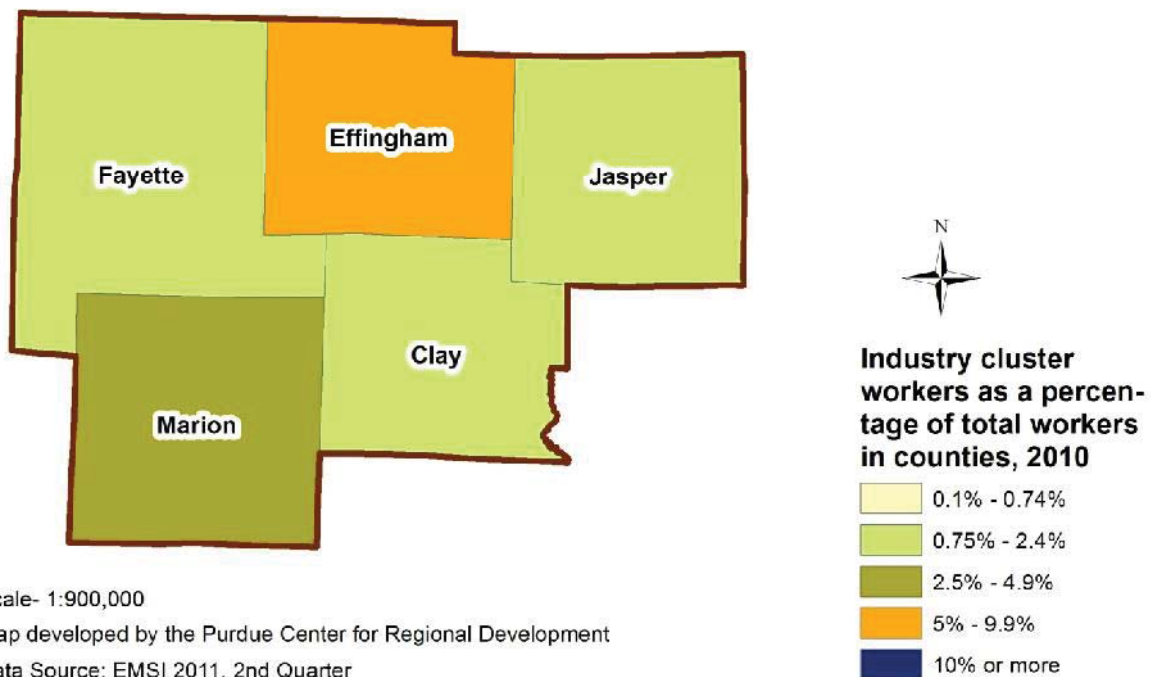 Effingham
Fayette
Jasper
Clay
Marion
N
Industry cluster
workers as a percen-
tage of total workers
in counties, 2010
0.1% - 0.74%
0.75% - 2.4%
2.5% - 4.9%
5% - 9.9%
10% or more
cale- 1:900,000
ap developed by the Purdue Center for Regional Development
ata Source: EMSI 2011, 2nd Quarter